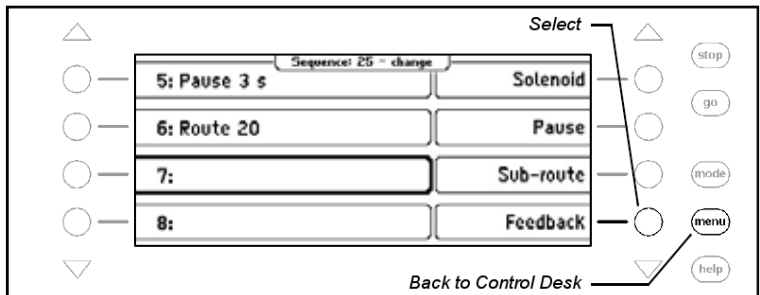 Select
Sequence: 25 - change
5: Pause 3 s
Solenoid
stop
go
6: Route 20
Pause
7:
Sub-route
mode
8:
Feedback
menu
Back to Control Desk
help